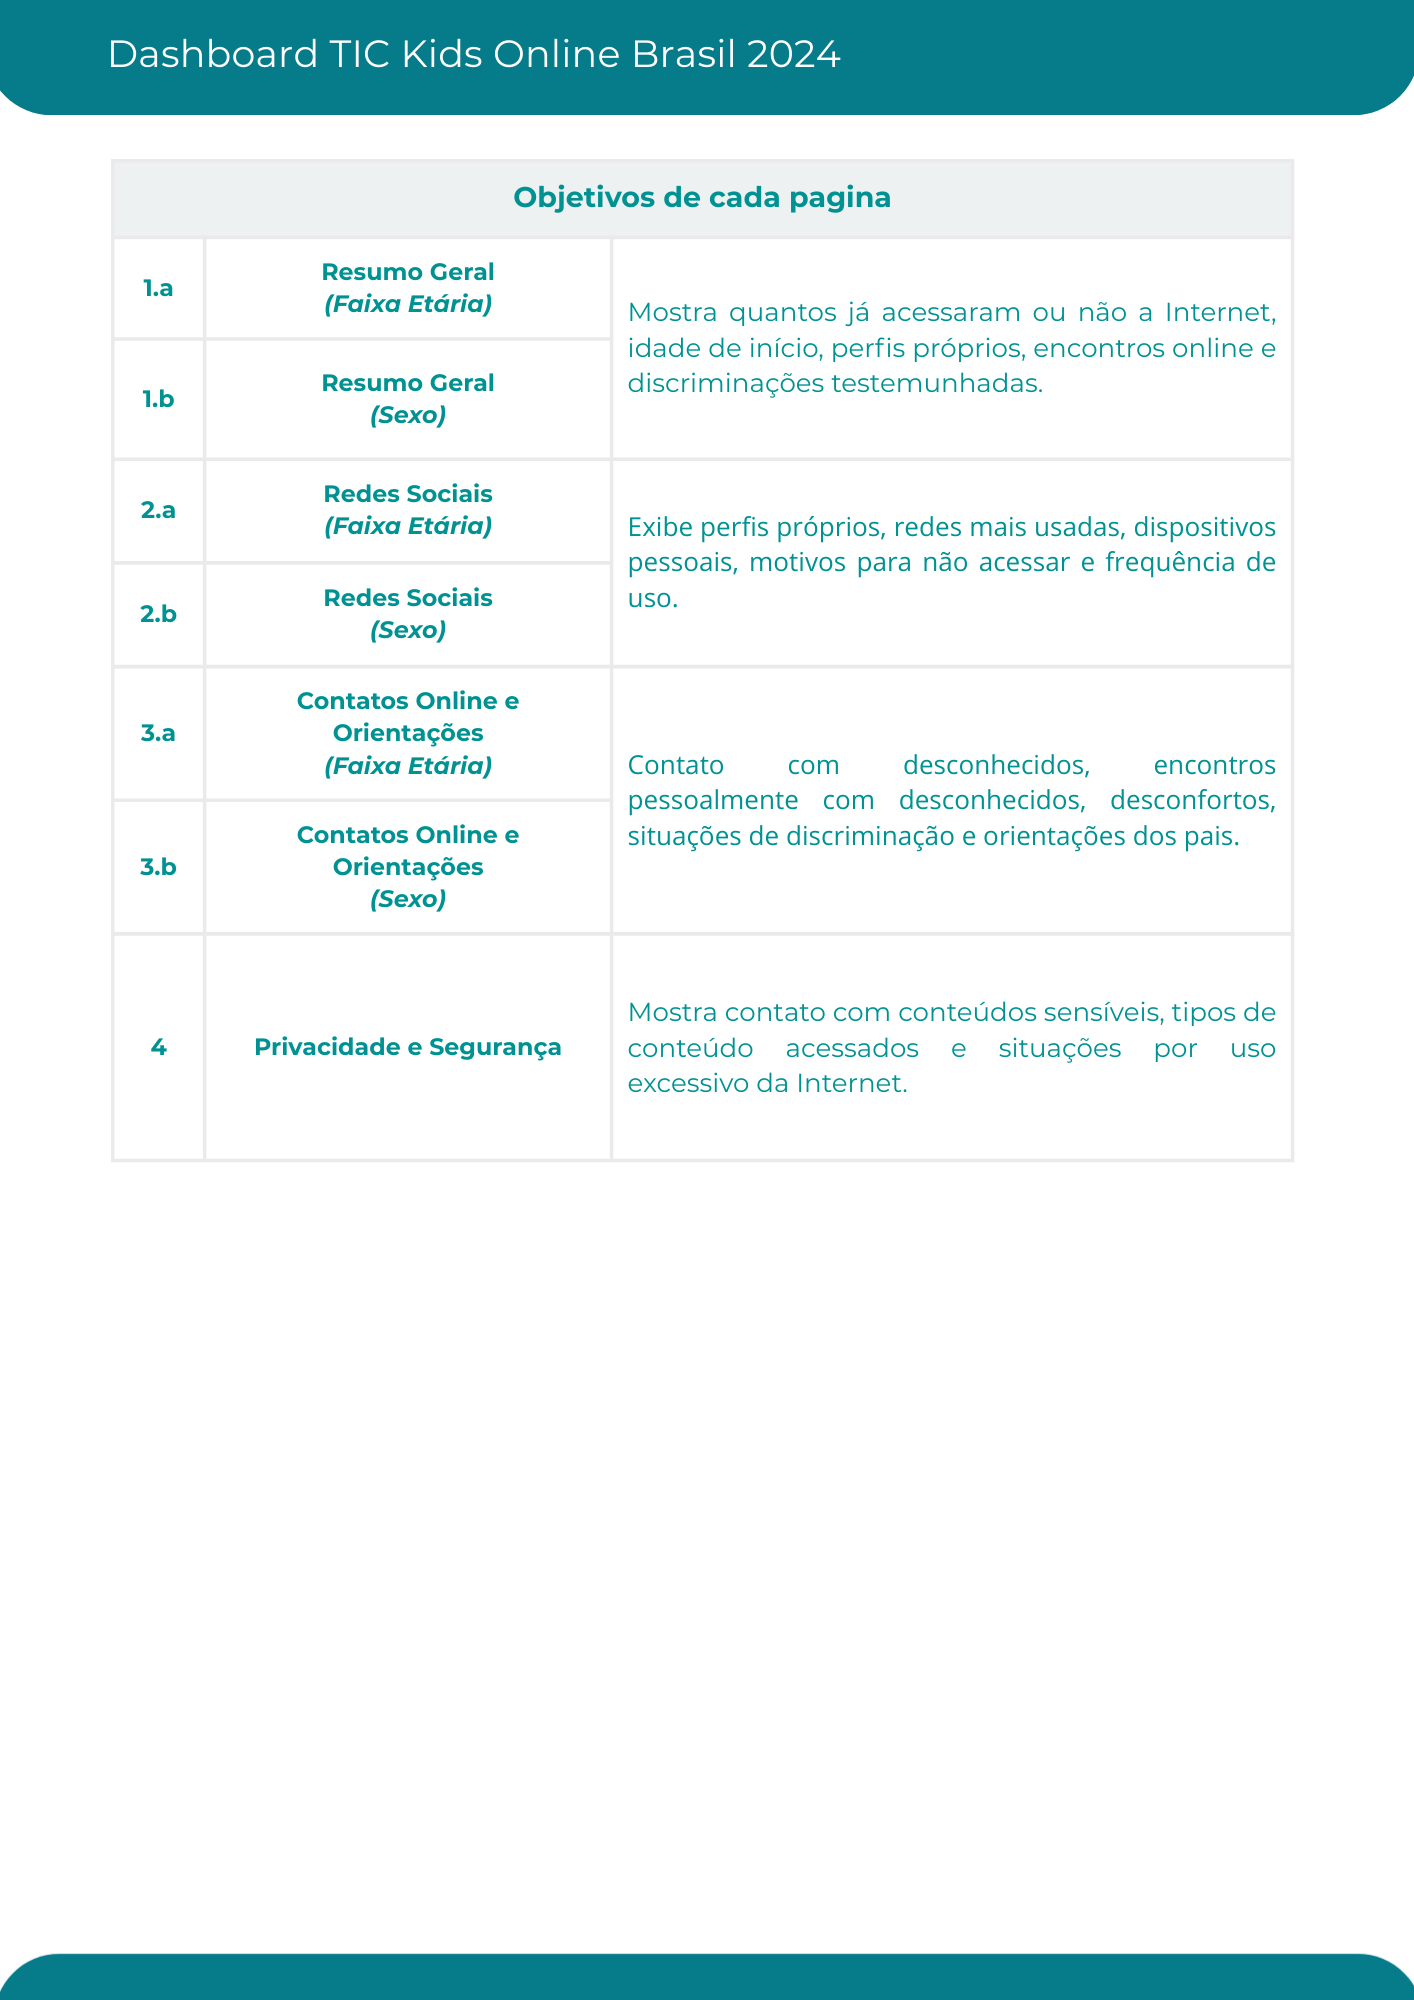 Dashboard TIC Kids Online Brasil 2024
Objetivos de cada pagina
1.a
Resumo Geral
(Faixa Etária)
Mostra quantos já acessaram ou não a Internet,
idade de início, perfis próprios, encontros online e
discriminações testemunhadas.
1.b
Resumo Geral
(Sexo)
2.a
Redes Sociais
(Faixa Etária)
Exibe perfis próprios, redes mais usadas, dispositivos
pessoais, motivos para não acessar e frequência de
uso.
2.b
Redes Sociais
(Sexo)
3.a
Contatos Online e
Orientações
(Faixa Etária)
Contato com desconhecidos, encontros
pessoalmente com desconhecidos, desconfortos,
situações de discriminação e orientações dos pais.
3.b
Contatos Online e
Orientações
(Sexo)
4
Privacidade e Segurança
Mostra contato com conteúdos sensíveis, tipos de
conteúdo acessados e situações por uso
excessivo da Internet.